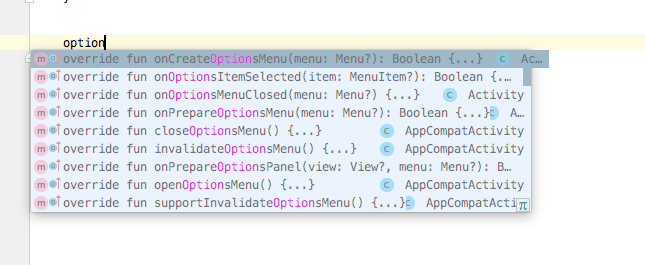 option
override fun onCreateOptionsMenu(menu: Menu?): Boolean {...} Ac...
override fun onOptionsItemSelected(item: MenuItem?): Boolean {...
override fun onOptionsMenuClosed(menu: Menu?) {...} Activity
override fun onPrepareOptionsMenu(menu: Menu?): Boolean {...} A...
override fun closeOptionsMenu() {...} AppCompatActivity
override fun invalidateOptionsMenu() {...} AppCompatActivity
override fun onPrepareOptionsPanel(view: View?, menu: Menu?): B...
override fun openOptionsMenu() {...} AppCompatActivity
override fun supportInvalidateOptionsMenu() {...} AppCompatActi
π